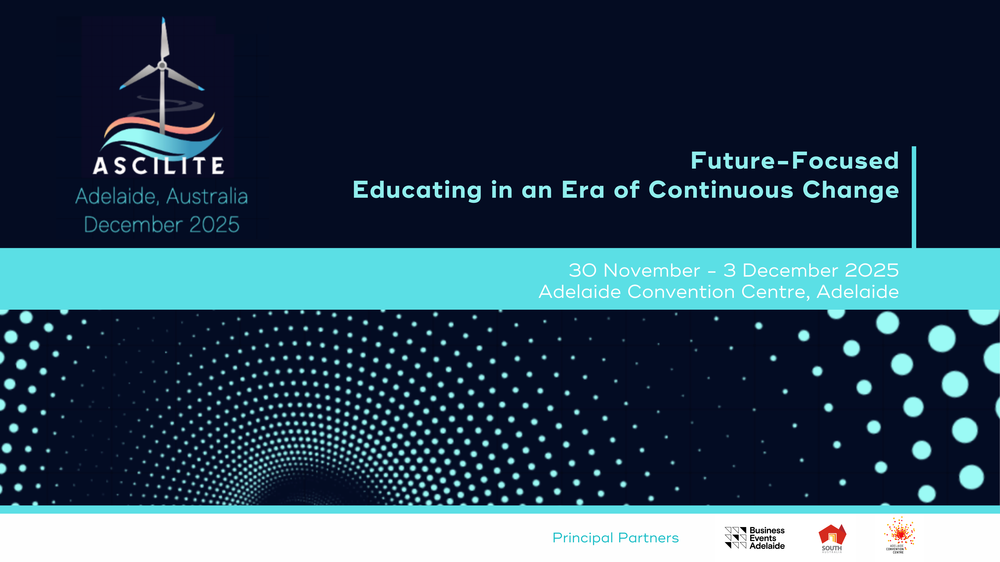 ASCILITE
Adelaide, Australia
December 2025
Future-Focused
Educating in an Era of Continuous Change
30 November - 3 December 2025
Adelaide Convention Centre, Adelaide
Principal Partners
Business
Events
Adelaide
SOUTH
AUSTRALIA
ADELAIDE
CONVENTION
CENTRE